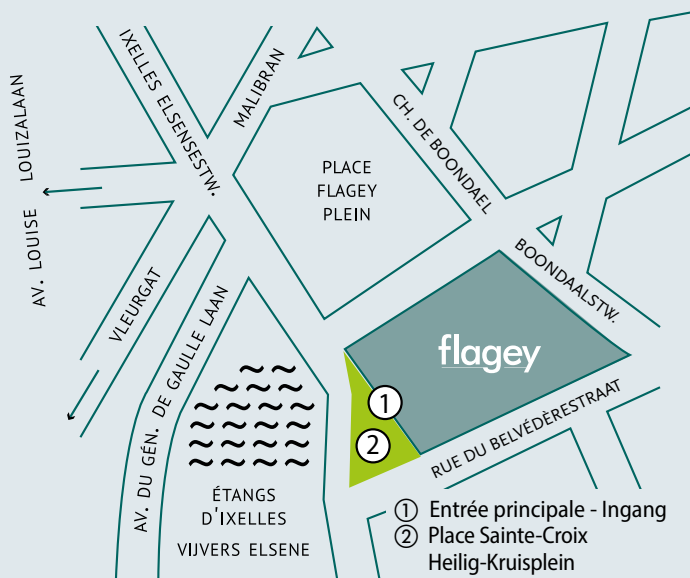 IXELLES ELSENSESTW.
MALIBRAN
AV. LOUISE LOUIZALAAN
CH. DE BOONDAEL
PLACE
FLAGEY
PLEIN
BOONDAALSTW.
VLEURGAT
AV. DU GÉN. DE GAULLE LAAN
flagey
1
2
RUE DU BELVÉDÈRESTRAAT
ÉTANGS
D'IXELLES
VIJVERS ELSENE
1 Entrée principale - Ingang
2 Place Sainte-Croix
Heilig-Kruisplein